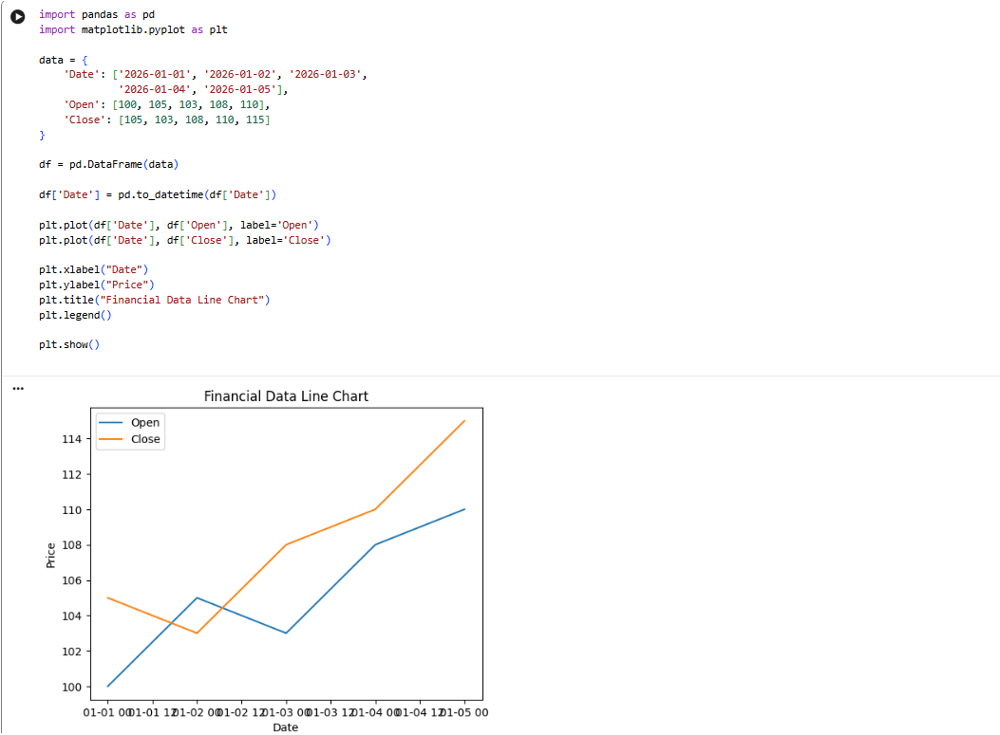 import pandas as pd
import matplotlib.pyplot as plt
data = {
    'Date': ['2026-01-01', '2026-01-02', '2026-01-03',
             '2026-01-04', '2026-01-05'],
    'Open': [100, 105, 103, 108, 110],
    'Close': [105, 103, 108, 110, 115]
}
df = pd.DataFrame(data)
df['Date'] = pd.to_datetime(df['Date'])
plt.plot(df['Date'], df['Open'], label='Open')
plt.plot(df['Date'], df['Close'], label='Close')
plt.xlabel("Date")
plt.ylabel("Price")
plt.title("Financial Data Line Chart")
plt.legend()
plt.show()
Financial Data Line Chart
Open
Close
114
112
110
108
106
104
102
100
Price
01-01 00 01-01 12 01-02 00 01-02 12 01-03 00 01-03 12 01-04 00 01-04 12 01-05 00
Date